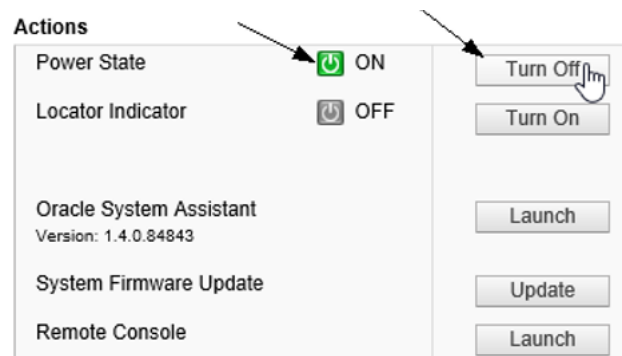 Actions
Power State ON Turn Off
Locator Indicator OFF Turn On
Oracle System Assistant Launch
Version: 1.4.0.84843
System Firmware Update Update
Remote Console Launch